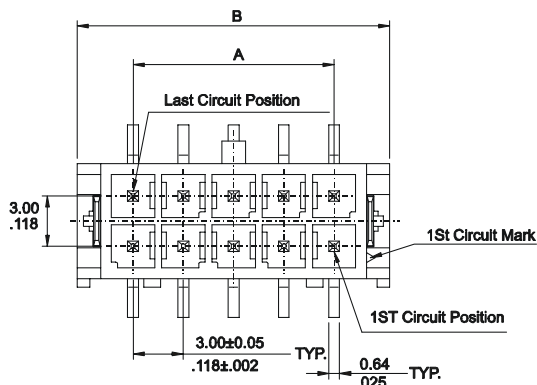 B
A
Last Circuit Position
3.00
.118
1St Circuit Mark
1ST Circuit Position
3.00±0.05
.118±.002
TYP.
0.64
.025
TYP.